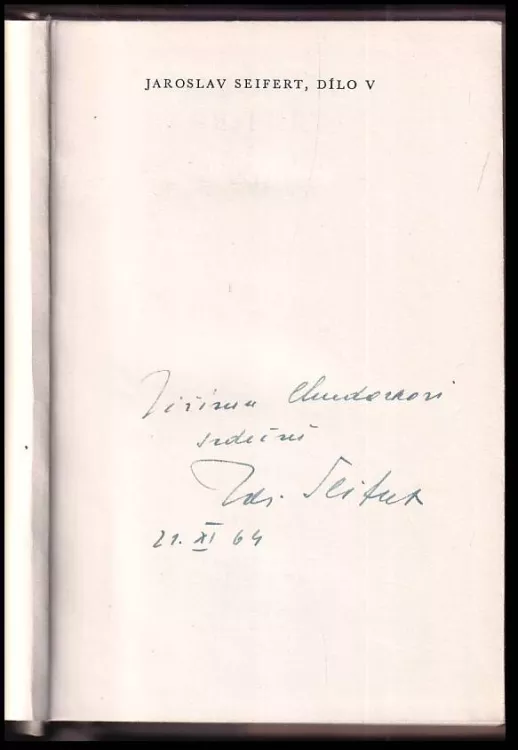 JAROSLAV SEIFERT, DÍLO V
Jiřímu
srdečně
Jar. Seifert
21. XI 64